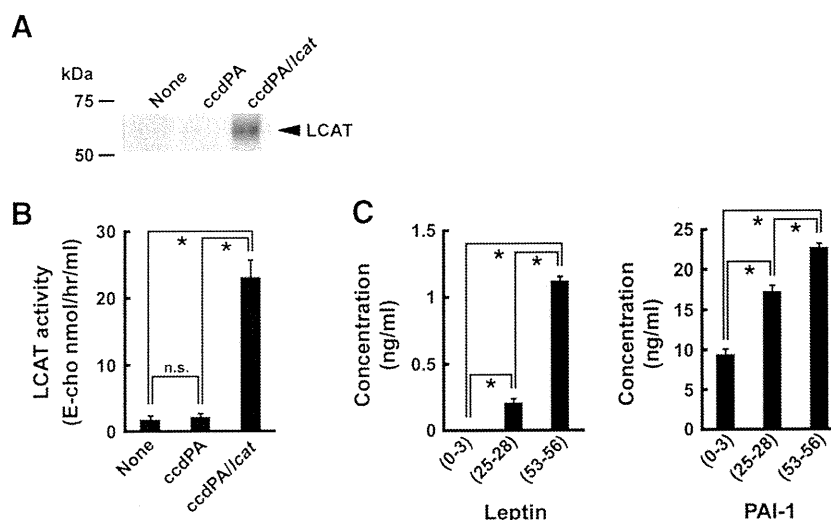 A
kDa
None
ccdPA
ccdPA/lcat
75
LCAT
50
B
LCAT activity
(E-cho nmol/hr/ml)
30
20
10
0
*
*
n.s.
None
ccdPA
ccdPA/lcat
C
Concentration
(ng/ml)
1.5
1
0.5
0
*
*
*
(0-3)
(25-28)
(53-56)
Leptin
Concentration
(ng/ml)
25
20
15
10
5
0
*
*
*
(0-3)
(25-28)
(53-56)
PAI-1